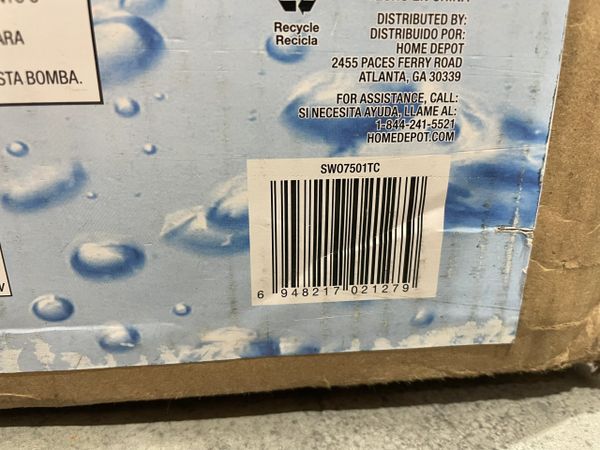 ARA
STA BOMBA.
Recycle
Recicla
DISTRIBUTED BY:
DISTRIBUIDO POR:
HOME DEPOT
2455 PACES FERRY ROAD
ATLANTA, GA 30339
FOR ASSISTANCE, CALL:
SI NECESITA AYUDA, LLAME AL:
1-844-241-5521
HOMEDEPOT.COM
SW07501TC
6 948217 021279